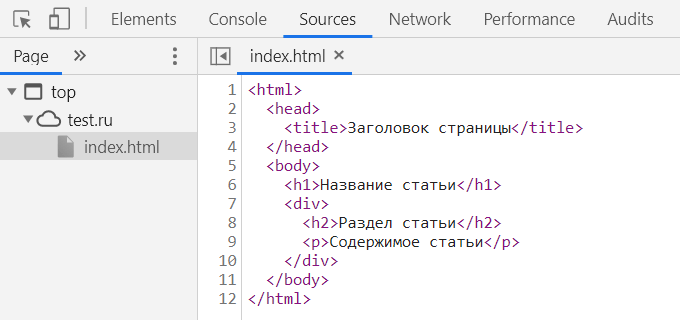 Elements Console Sources Network Performance Audits
Page » index.html ×
top
test.ru
index.html
1 <html>
2 <head>
3 <title>Заголовок страницы</title>
4 </head>
5 <body>
6 <h1>Название статьи</h1>
7 <div>
8 <h2>Раздел статьи</h2>
9 <p>Содержимое статьи</p>
10 </div>
11 </body>
12 </html>